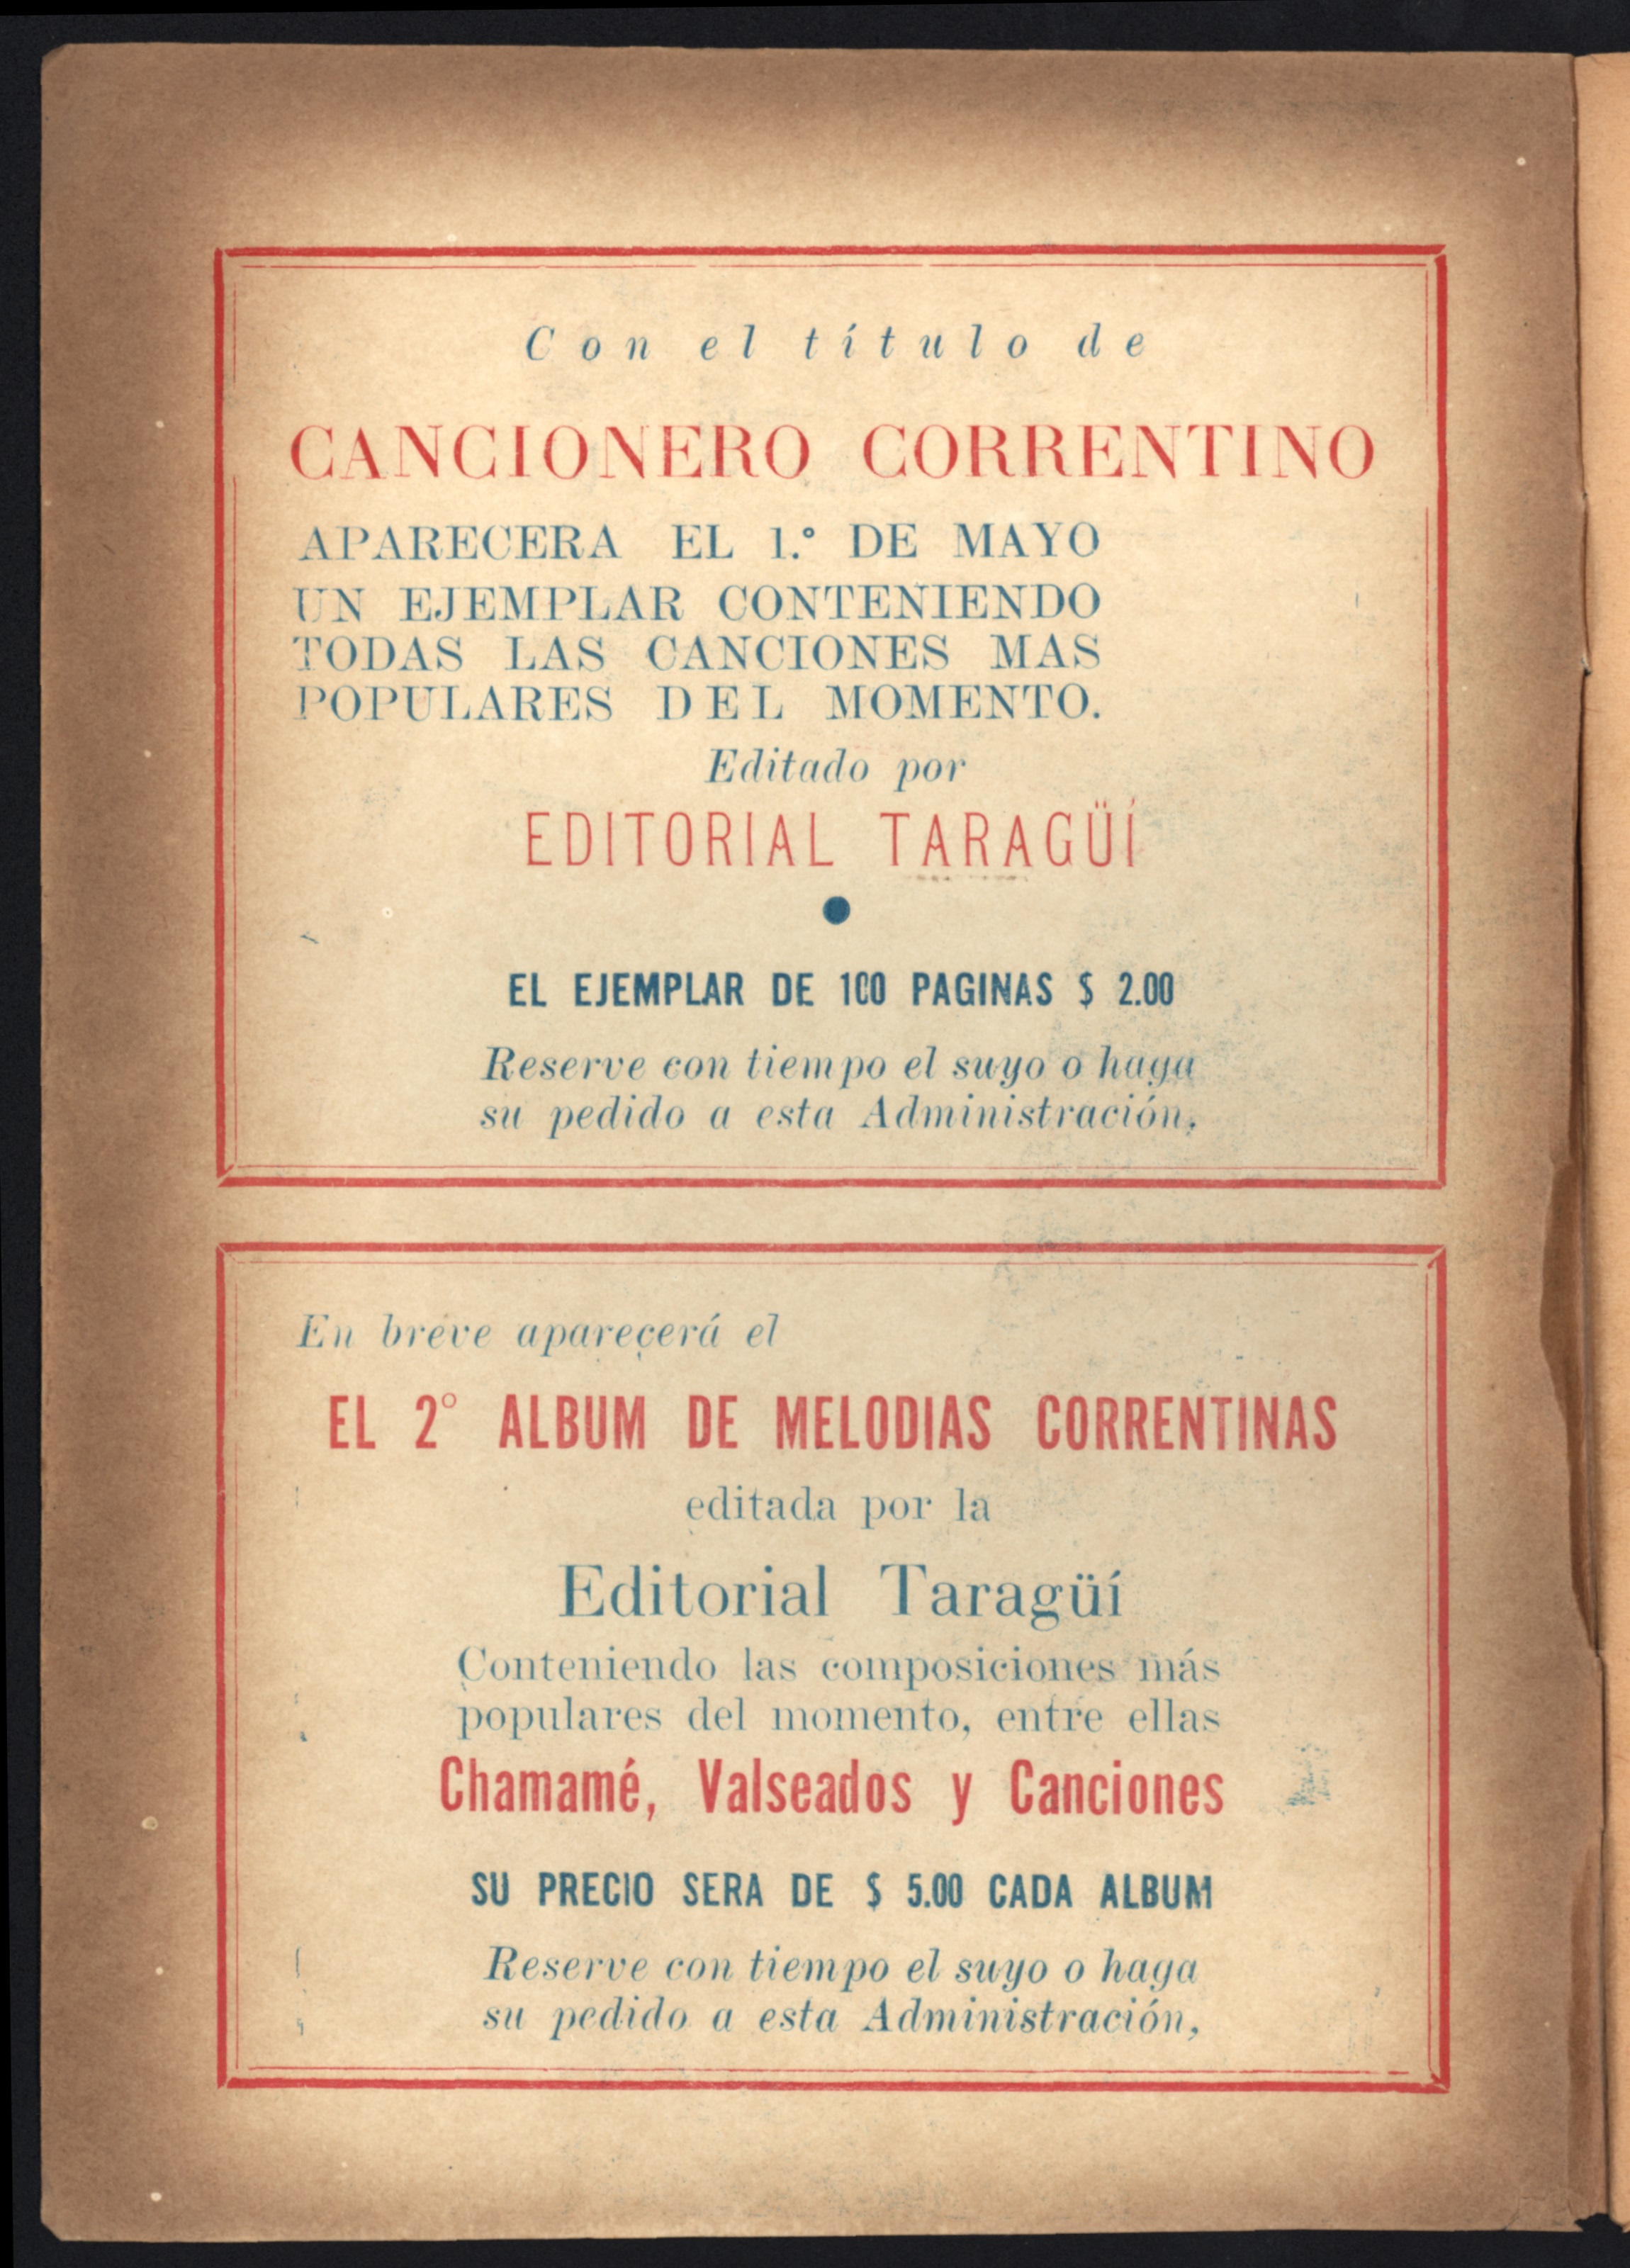 Con el título de
CANCIONERO CORRENTINO
APARECERA EL 1.º DE MAYO
UN EJEMPLAR CONTENIENDO
TODAS LAS CANCIONES MAS
POPULARES DEL MOMENTO.
Editado por
EDITORIAL TARAGÜÍ
EL EJEMPLAR DE 100 PAGINAS $ 2.00
Reserve con tiempo el suyo o haga
su pedido a esta Administración,
En breve aparecerá el
EL 2º ALBUM DE MELODIAS CORRENTINAS
editada por la
Editorial Taragüí
Conteniendo las composiciones más
populares del momento, entre ellas
Chamamé, Valseados y Canciones
SU PRECIO SERA DE $ 5.00 CADA ALBUM
Reserve con tiempo el suyo o haga
su pedido a esta Administración,